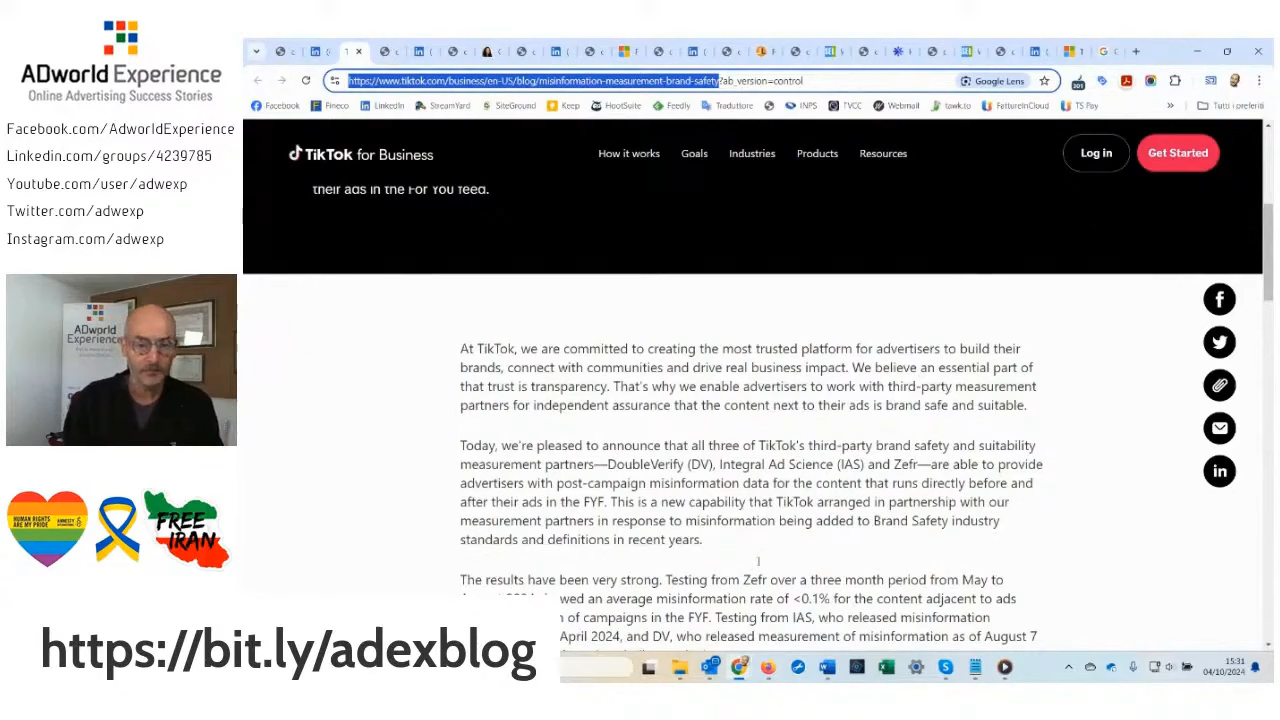 ADworld Experience
Online Advertising Success Stories
Facebook.com/AdworldExperience
Linkedin.com/groups/4239785
Youtube.com/user/adwexp
Twitter.com/adwexp
Instagram.com/adwexp
ADworld
Experience
HUMAN RIGHTS
ARE MY PRIDE
AMNESTY
FREE
IRAN
https://bit.ly/adexblog
https://www.tiktok.com/business/en-US/blog/misinformation-measurement-brand-safety?ab_version=control
Google Lens
Facebook
Fineco
LinkedIn
StreamYard
SiteGround
Keep
HootSuite
Feedly
Traduttore
INPS
TVCC
Webmail
tawk.to
FattureInCloud
TS Pay
Tutti i preferiti
TikTok for Business
How it works
Goals
Industries
Products
Resources
Log in
Get Started
their ads in the For You feed.
At TikTok, we are committed to creating the most trusted platform for advertisers to build their
brands, connect with communities and drive real business impact. We believe an essential part of
that trust is transparency. That's why we enable advertisers to work with third-party measurement
partners for independent assurance that the content next to their ads is brand safe and suitable.
Today, we're pleased to announce that all three of TikTok's third-party brand safety and suitability
measurement partners—DoubleVerify (DV), Integral Ad Science (IAS) and Zefr—are able to provide
advertisers with post-campaign misinformation data for the content that runs directly before and
after their ads in the FYF. This is a new capability that TikTok arranged in partnership with our
measurement partners in response to misinformation being added to Brand Safety industry
standards and definitions in recent years.
The results have been very strong. Testing from Zefr over a three month period from May to
showed an average misinformation rate of <0.1% for the content adjacent to ads
of campaigns in the FYF. Testing from IAS, who released misinformation
April 2024, and DV, who released measurement of misinformation as of August 7
15:31
04/10/2024